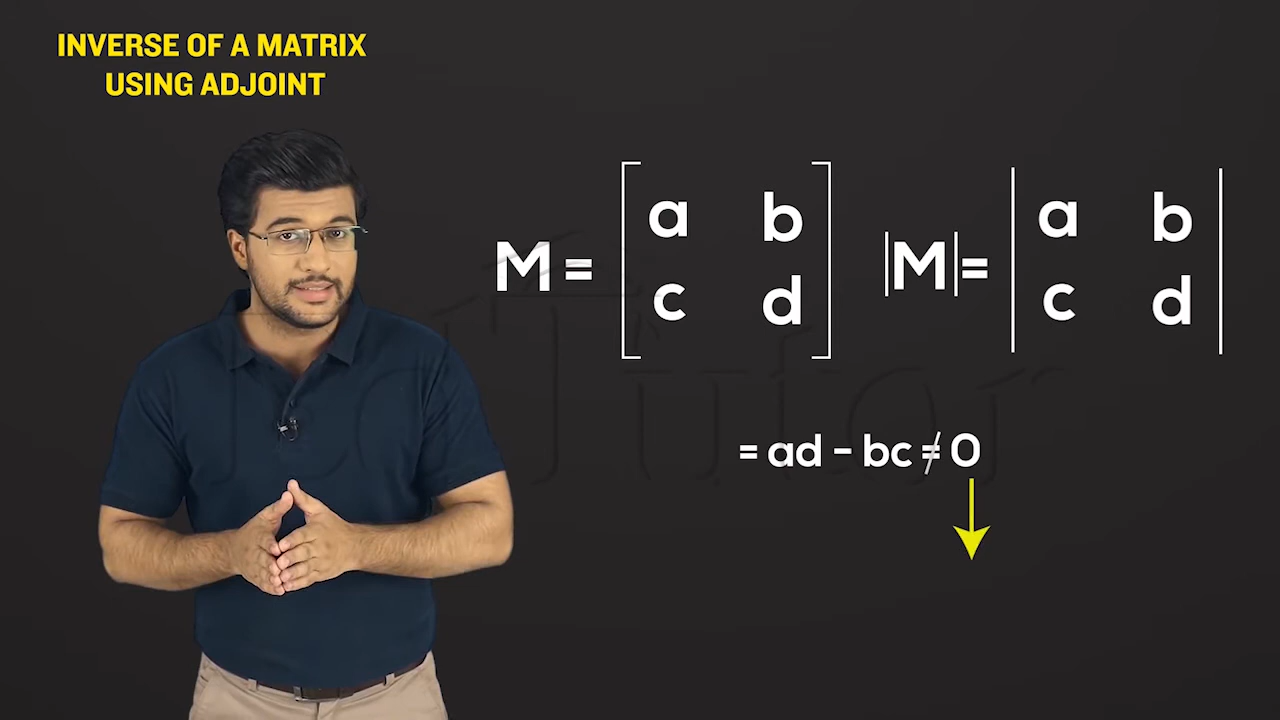 INVERSE OF A MATRIX
USING ADJOINT
M = [a b
c d]
|M| = |a b
c d|
= ad - bc ≠ 0